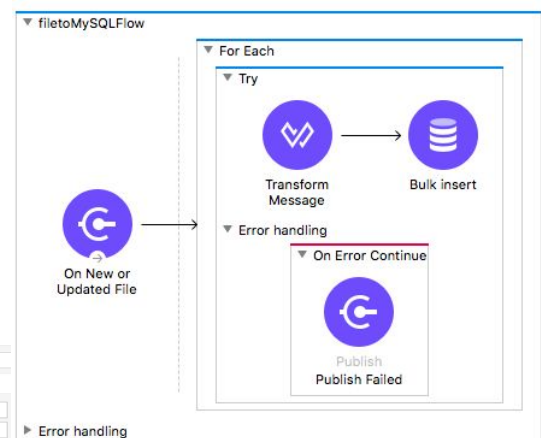 filetoMySQLFlow
For Each
Try
Transform
Message
Bulk insert
On New or
Updated File
Error handling
On Error Continue
Publish
Publish Failed
Error handling